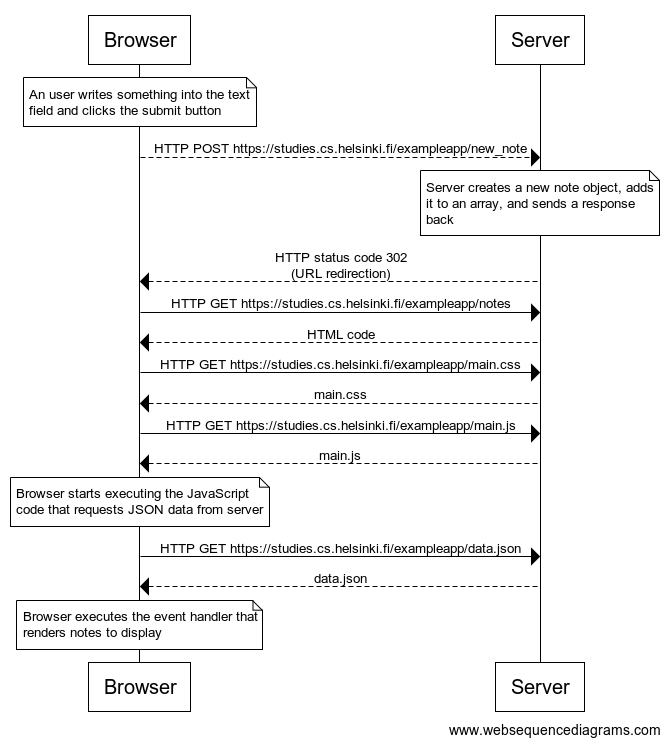 Browser
Server
An user writes something into the text
field and clicks the submit button
HTTP POST https://studies.cs.helsinki.fi/exampleapp/new_note
Server creates a new note object, adds
it to an array, and sends a response
back
HTTP status code 302
(URL redirection)
HTTP GET https://studies.cs.helsinki.fi/exampleapp/notes
HTML code
HTTP GET https://studies.cs.helsinki.fi/exampleapp/main.css
main.css
HTTP GET https://studies.cs.helsinki.fi/exampleapp/main.js
main.js
Browser starts executing the JavaScript
code that requests JSON data from server
HTTP GET https://studies.cs.helsinki.fi/exampleapp/data.json
data.json
Browser executes the event handler that
renders notes to display
Browser
Server
www.websequencediagrams.com